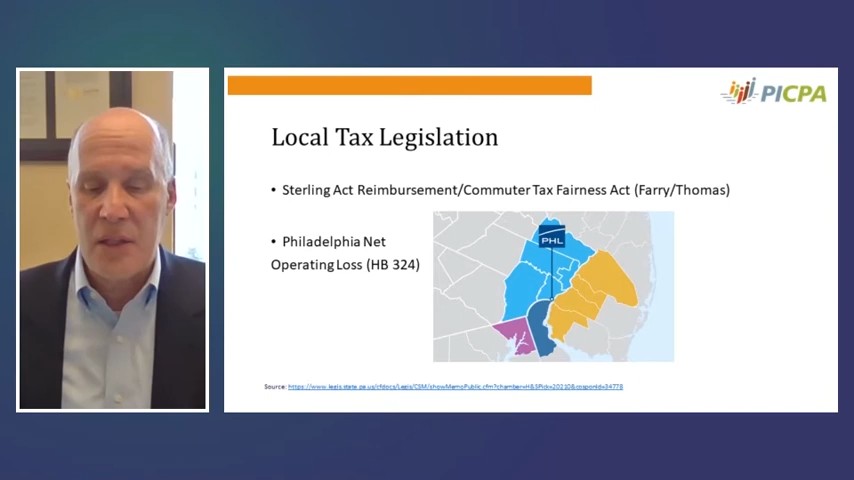 PICPA
Local Tax Legislation
• Sterling Act Reimbursement/Commuter Tax Fairness Act (Farry/Thomas)
• Philadelphia Net
Operating Loss (HB 324)
PHL
Source: https://www.legis.state.pa.us/cfdocs/Legis/CSM/showMemoPublic.cfm?chamber=H&SPick=20210&cosponId=34778